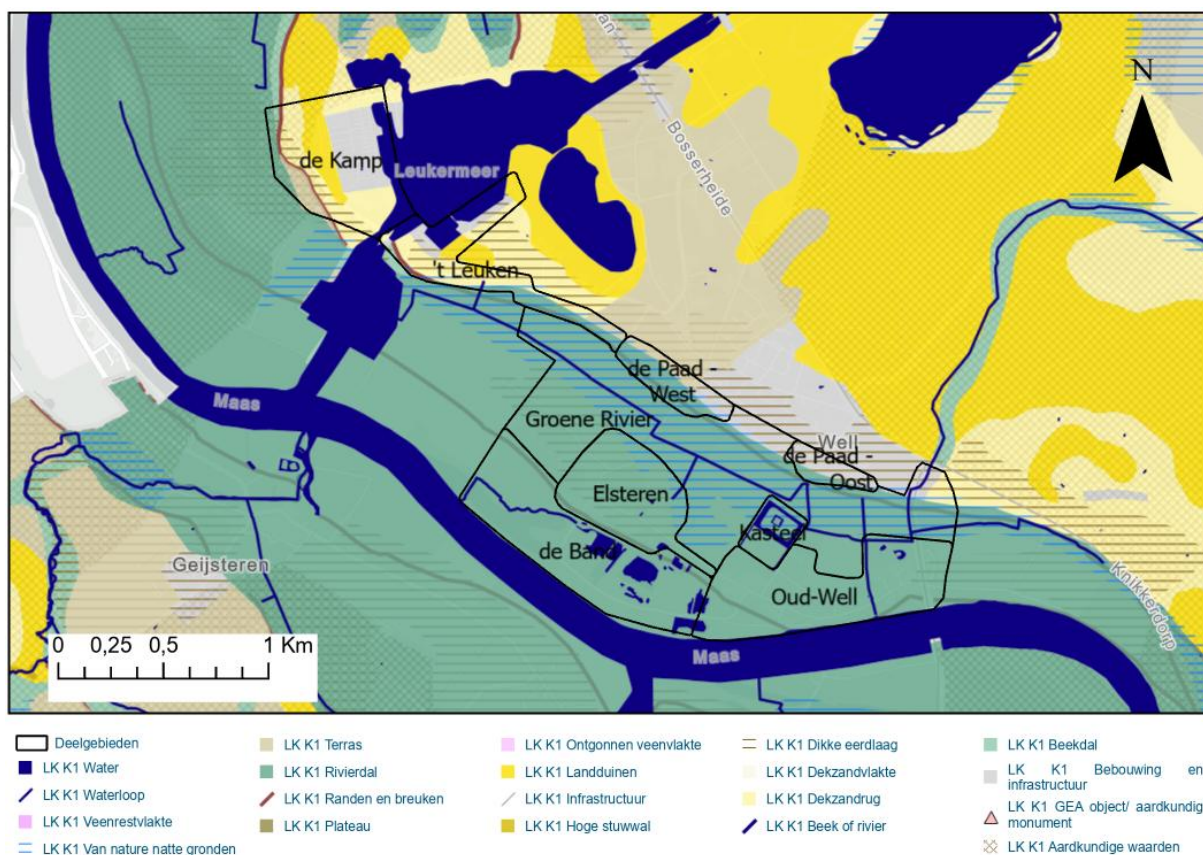 N
de Kamp
Leukermeer
Bosserheide
't Leuken
de Paad -
West
Maas
Groene Rivier
Well
de Paad -
Oost
Elsteren
Kasteel
de Band
Geijsteren
Oud-Well
Knikkerdorp
Maas
0 0,25 0,5 1 Km
Deelgebieden
LK K1 Water
LK K1 Waterloop
LK K1 Veenrestvlakte
LK K1 Van nature natte gronden
LK K1 Terras
LK K1 Rivierdal
LK K1 Randen en breuken
LK K1 Plateau
LK K1 Ontgonnen veenvlakte
LK K1 Landduinen
LK K1 Infrastructuur
LK K1 Hoge stuwwal
LK K1 Dikke eerdlaag
LK K1 Dekzandvlakte
LK K1 Dekzandrug
LK K1 Beek of rivier
LK K1 Beekdal
LK K1 Bebouwing en
infrastructuur
LK K1 GEA object/ aardkundig
monument
LK K1 Aardkundige waarden